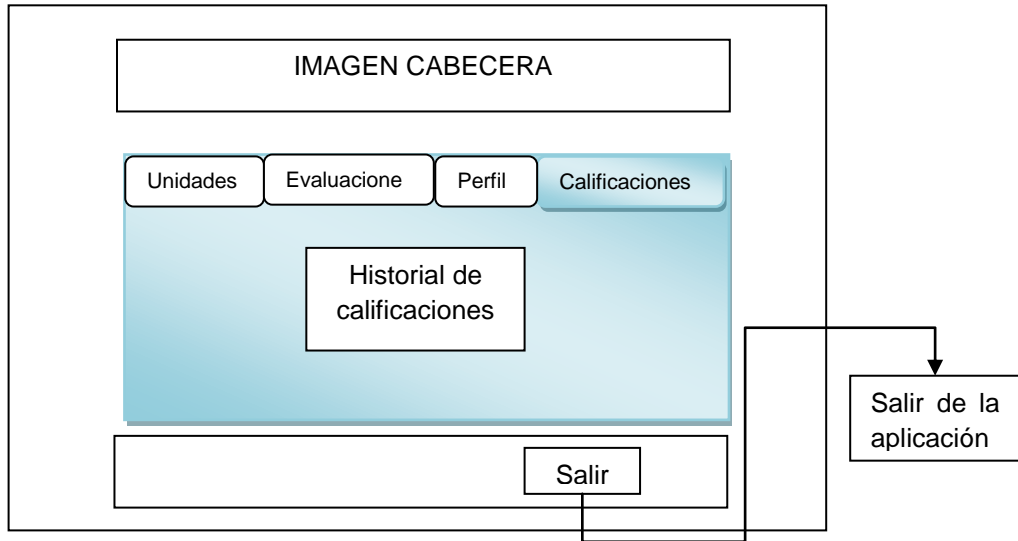 IMAGEN CABECERA
Unidades
Evaluacione
Perfil
Calificaciones
Historial de
calificaciones
Salir de la
aplicación
Salir